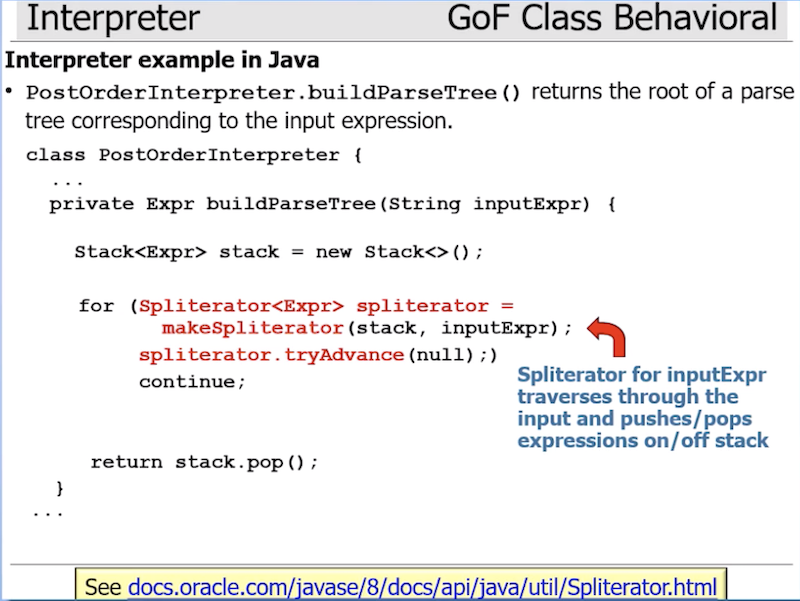 Interpreter GoF Class Behavioral
Interpreter example in Java
• PostOrderInterpreter.buildParseTree() returns the root of a parse
tree corresponding to the input expression.
class PostOrderInterpreter {
...
private Expr buildParseTree(String inputExpr) {
Stack<Expr> stack = new Stack<>();
for (Spliterator<Expr> spliterator =
makeSpliterator(stack, inputExpr);
spliterator.tryAdvance(null);)
continue;
Spliterator for inputExpr
traverses through the
input and pushes/pops
expressions on/off stack
return stack.pop();
}
...
See docs.oracle.com/javase/8/docs/api/java/util/Spliterator.html